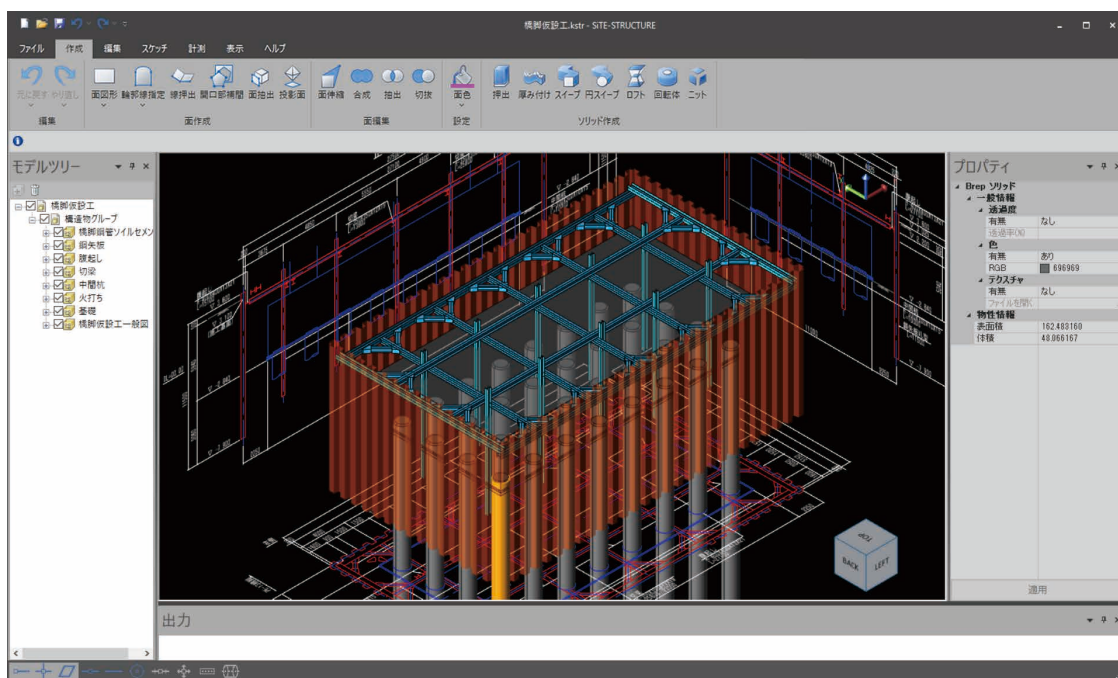 橋脚仮設工.kstr - SiTE-STRUCTURE
ファイル 作成 編集 スケッチ 計測 表示 ヘルプ
元に戻す やり直し 面図形 輪郭線指定 線押出 開口部補間 面抽出 投影面 面伸縮 合成 抽出 切抜 面色 押出 厚み付け スイープ 円スイープ ロフト 回転体 ニット
編集 面作成 面編集 設定 ソリッド作成
モデルツリー
橋脚仮設工
構造物グループ
橋脚鋼管ソイルセメン
鋼矢板
腹起し
切梁
中間杭
火打ち
基礎
橋脚仮設工一般図
TOP
BACK LEFT
プロパティ
Brep ソリッド
一般情報
透過度
有無 なし
透過率(%)
色
有無 あり
RGB 696969
テクスチャ
有無 なし
ファイルを開く
物性情報
表面積 162.483160
体積 48.066167
適用
出力